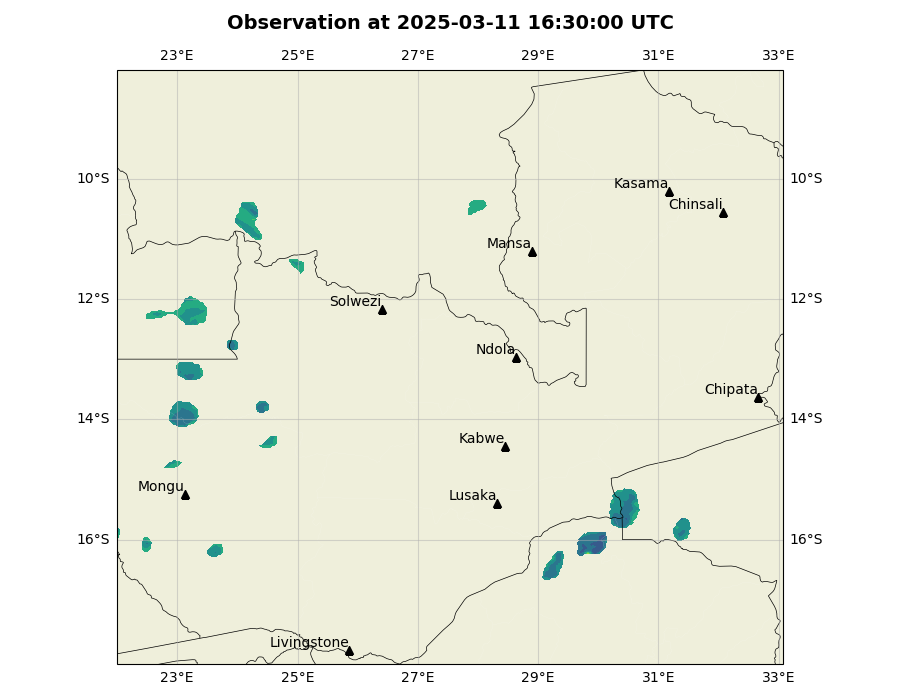 Observation at 2025-03-11 16:30:00 UTC
23°E 25°E 27°E 29°E 31°E 33°E
10°S 10°S
Kasama
Chinsali
Mansa
12°S 12°S
Solwezi
Ndola
Chipata
14°S 14°S
Kabwe
Mongu
Lusaka
16°S 16°S
Livingstone
23°E 25°E 27°E 29°E 31°E 33°E